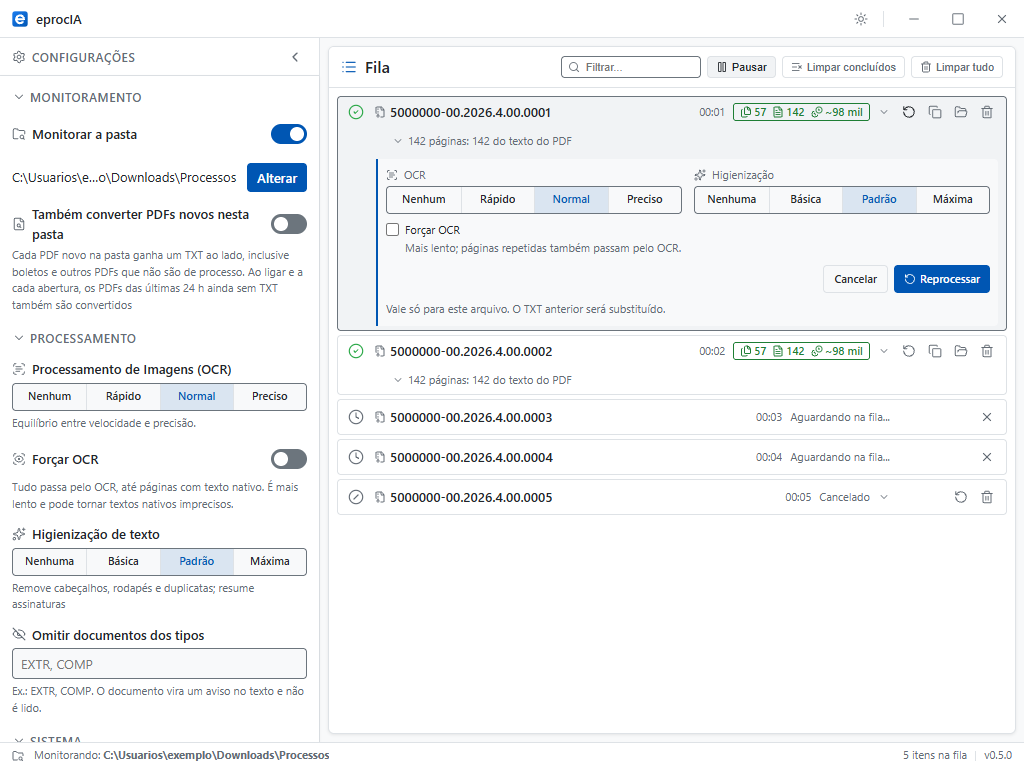 eprocIA
CONFIGURAÇÕES
MONITORAMENTO
Monitorar a pasta
C:\Usuarios\e...o\Downloads\Processos
Alterar
Também converter PDFs novos nesta
pasta
Cada PDF novo na pasta ganha um TXT ao lado, inclusive
boletos e outros PDFs que não são de processo. Ao ligar e a
cada abertura, os PDFs das últimas 24 h ainda sem TXT
também são convertidos
PROCESSAMENTO
Processamento de Imagens (OCR)
Nenhum Rápido Normal Preciso
Equilíbrio entre velocidade e precisão.
Forçar OCR
Tudo passa pelo OCR, até páginas com texto nativo. É mais
lento e pode tornar textos nativos imprecisos.
Higienização de texto
Nenhuma Básica Padrão Máxima
Remove cabeçalhos, rodapés e duplicatas; resume
assinaturas
Omitir documentos dos tipos
EXTR, COMP
Ex.: EXTR, COMP. O documento vira um aviso no texto e não
é lido.
SISTEMA
Fila
Filtrar...
Pausar
Limpar concluídos
Limpar tudo
5000000-00.2026.4.00.0001 00:01 57 142 ~98 mil
142 páginas: 142 do texto do PDF
OCR
Nenhum Rápido Normal Preciso
Higienização
Nenhuma Básica Padrão Máxima
Forçar OCR
Mais lento; páginas repetidas também passam pelo OCR.
Cancelar Reprocessar
Vale só para este arquivo. O TXT anterior será substituído.
5000000-00.2026.4.00.0002 00:02 57 142 ~98 mil
142 páginas: 142 do texto do PDF
5000000-00.2026.4.00.0003 00:03 Aguardando na fila...
5000000-00.2026.4.00.0004 00:04 Aguardando na fila...
5000000-00.2026.4.00.0005 00:05 Cancelado
Monitorando: C:\Usuarios\exemplo\Downloads\Processos
5 itens na fila v0.5.0